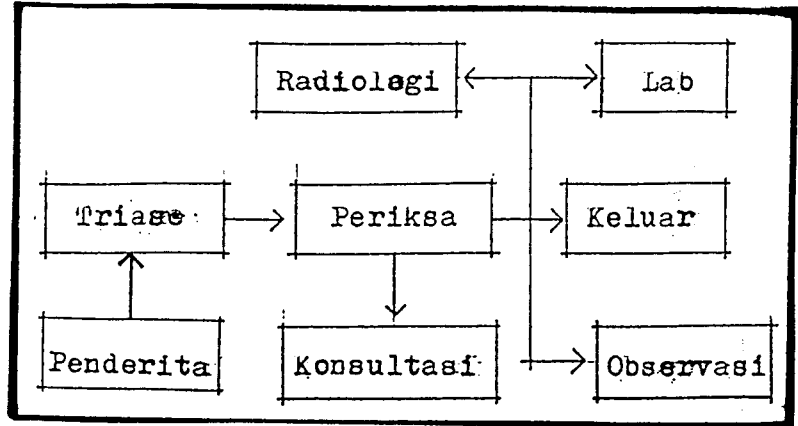 Radiologi
Lab
Triase
Periksa
Keluar
Penderita
Konsultasi
Observasi